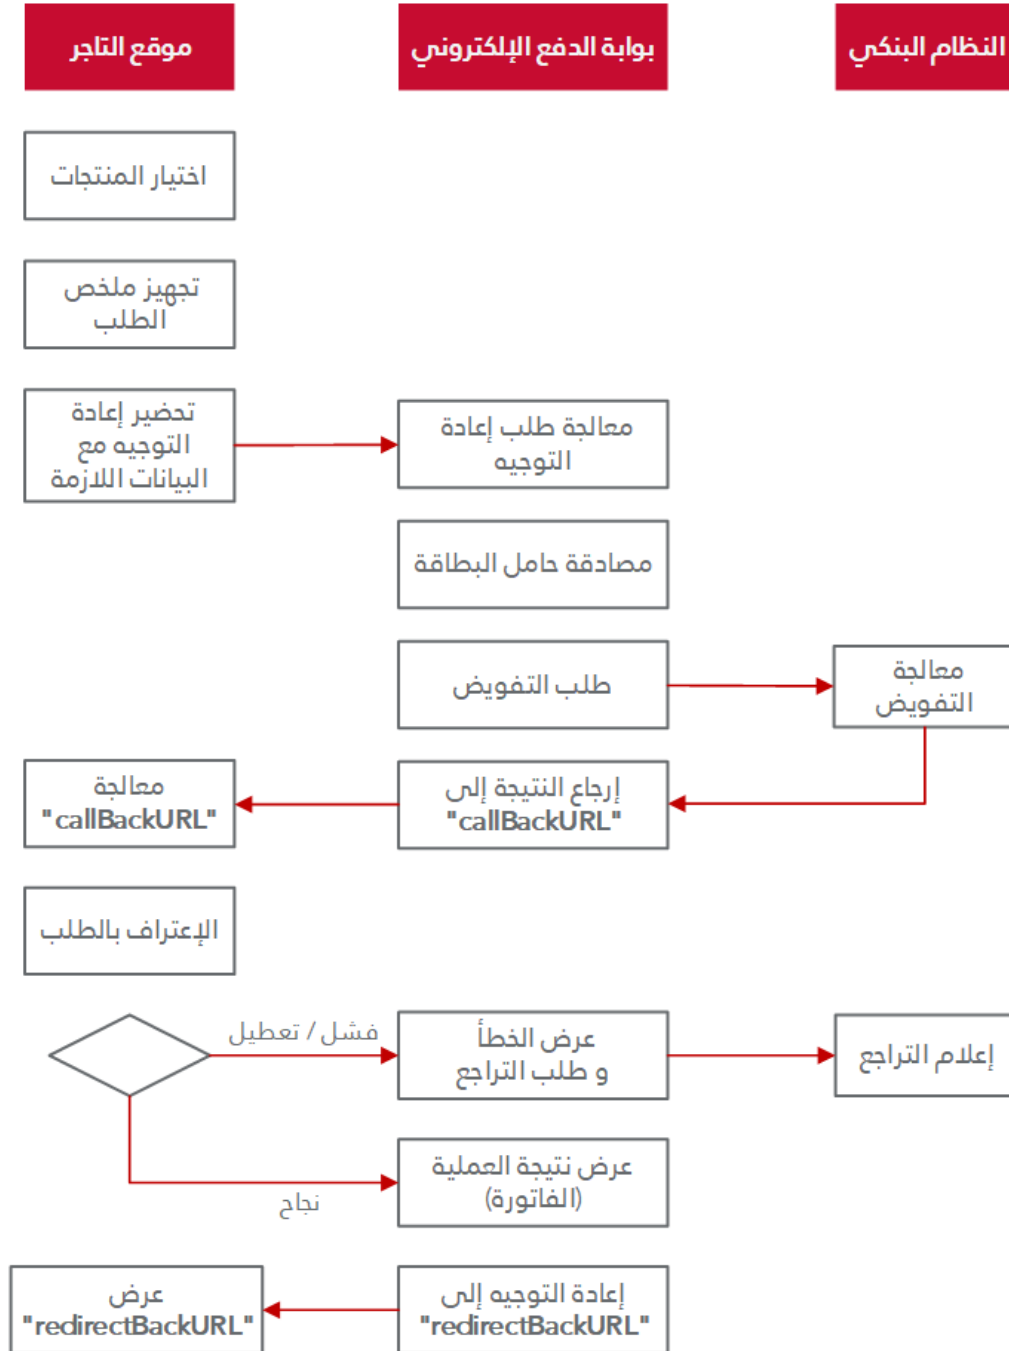 موقع التاجر
بوابة الدفع الإلكتروني
النظام البنكي
اختيار المنتجات
تجهيز ملخص
الطلب
تحضير إعادة
التوجيه مع
البيانات اللازمة
معالجة طلب إعادة
التوجيه
مصادقة حامل البطاقة
طلب التفويض
معالجة
التفويض
إرجاع النتيجة إلى
"callBackURL"
معالجة
"callBackURL"
الإعتراف بالطلب
فشل / تعطيل
عرض الخطأ
و طلب التراجع
إعلام التراجع
نجاح
عرض نتيجة العملية
(الفاتورة)
إعادة التوجيه إلى
"redirectBackURL"
عرض
"redirectBackURL"